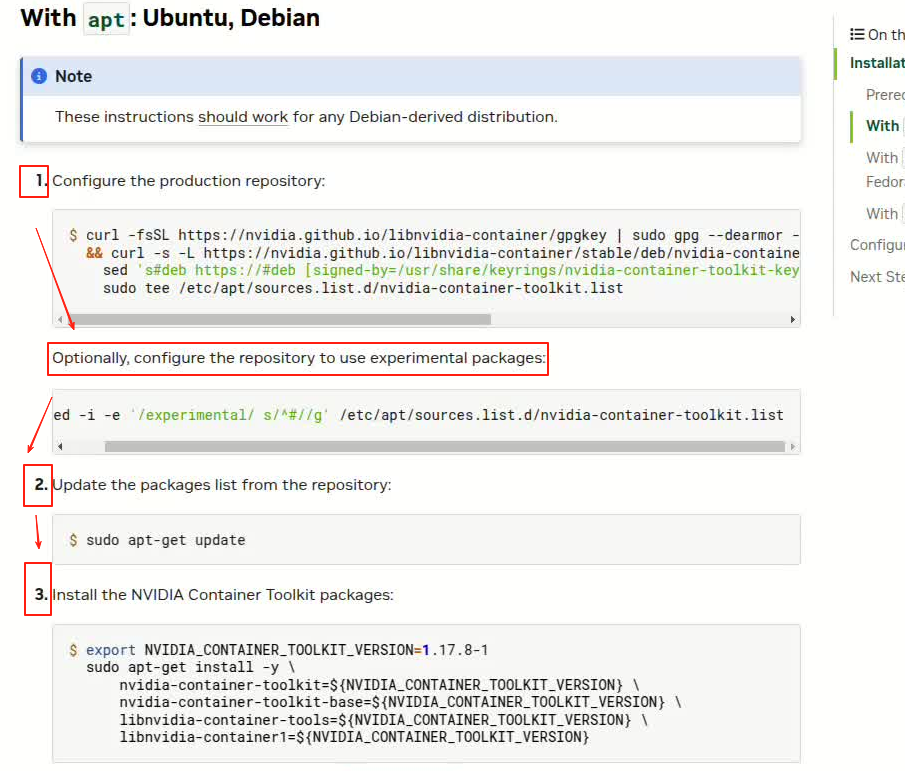 With apt: Ubuntu, Debian
Note
These instructions should work for any Debian-derived distribution.
1. Configure the production repository:
$ curl -fsSL https://nvidia.github.io/libnvidia-container/gpgkey | sudo gpg --dearmor -
&& curl -s -L https://nvidia.github.io/libnvidia-container/stable/deb/nvidia-containe
sed 's#deb https://#deb [signed-by=/usr/share/keyrings/nvidia-container-toolkit-key
sudo tee /etc/apt/sources.list.d/nvidia-container-toolkit.list
Optionally, configure the repository to use experimental packages:
ed -i -e '/experimental/ s/^#//g' /etc/apt/sources.list.d/nvidia-container-toolkit.list
2. Update the packages list from the repository:
$ sudo apt-get update
3. Install the NVIDIA Container Toolkit packages:
$ export NVIDIA_CONTAINER_TOOLKIT_VERSION=1.17.8-1
sudo apt-get install -y \
nvidia-container-toolkit=${NVIDIA_CONTAINER_TOOLKIT_VERSION} \
nvidia-container-toolkit-base=${NVIDIA_CONTAINER_TOOLKIT_VERSION} \
libnvidia-container-tools=${NVIDIA_CONTAINER_TOOLKIT_VERSION} \
libnvidia-container1=${NVIDIA_CONTAINER_TOOLKIT_VERSION}
On th
Installat
Prerec
With
With
Fedora
With
Configur
Next Ste